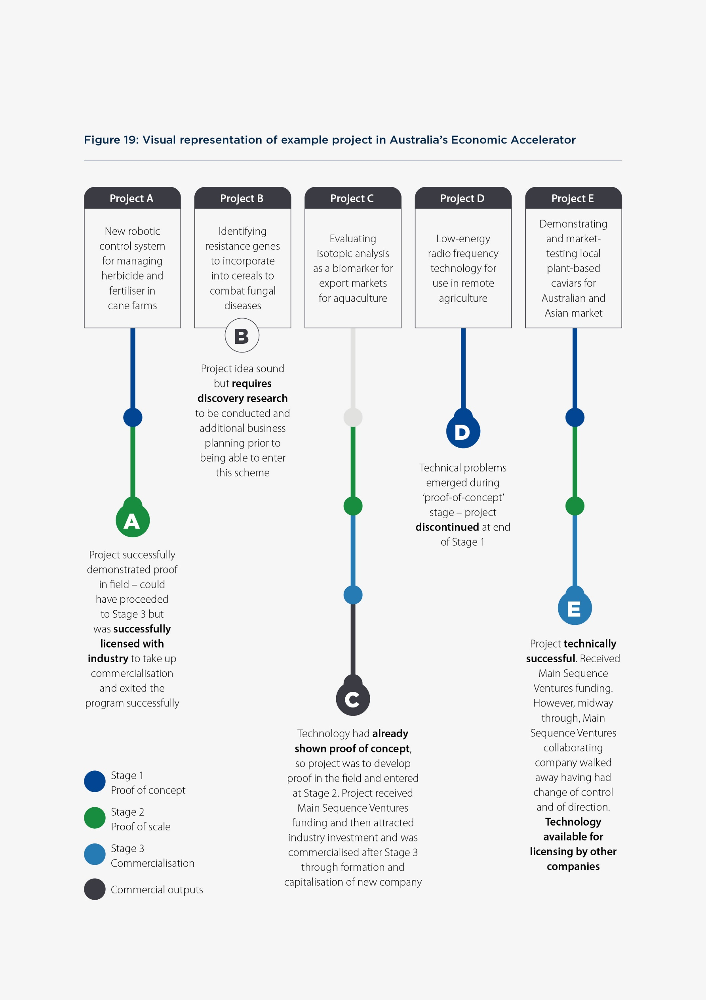 Figure 19: Visual representation of example project in Australia’s Economic Accelerator
Project A
New robotic
control system
for managing
herbicide and
fertiliser in
cane farms
A
Project successfully
demonstrated proof
in field – could
have proceeded
to Stage 3 but
was successfully
licensed with
industry to take up
commercialisation
and exited the
program successfully
Project B
Identifying
resistance genes
to incorporate
into cereals to
combat fungal
diseases
B
Project idea sound
but requires
discovery research
to be conducted and
additional business
planning prior to
being able to enter
this scheme
Project C
Evaluating
isotopic analysis
as a biomarker for
export markets
for aquaculture
C
Technology had already
shown proof of concept,
so project was to develop
proof in the field and entered
at Stage 2. Project received
Main Sequence Ventures
funding and then attracted
industry investment and was
commercialised after Stage 3
through formation and
capitalisation of new company
Project D
Low-energy
radio frequency
technology for
use in remote
agriculture
D
Technical problems
emerged during
‘proof-of-concept’
stage – project
discontinued at end
of Stage 1
Project E
Demonstrating
and market-
testing local
plant-based
caviars for
Australian and
Asian market
E
Project technically
successful. Received
Main Sequence
Ventures funding.
However, midway
through, Main
Sequence Ventures
collaborating
company walked
away having had
change of control
and of direction.
Technology
available for
licensing by other
companies
Stage 1
Proof of concept
Stage 2
Proof of scale
Stage 3
Commercialisation
Commercial outputs